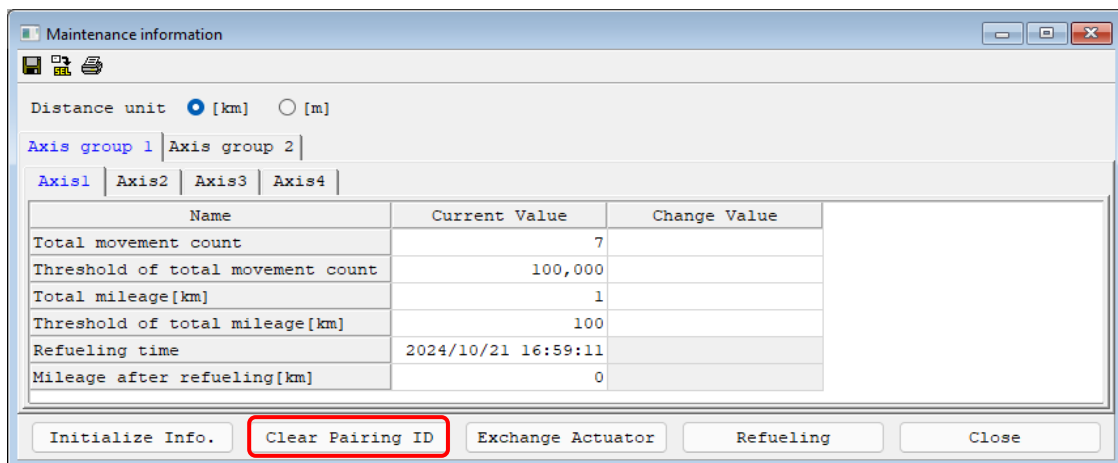 Maintenance information
SEL
Distance unit [km] [m]
Axis group 1 Axis group 2
Axis1 Axis2 Axis3 Axis4
Name Current Value Change Value
Total movement count 7
Threshold of total movement count 100,000
Total mileage[km] 1
Threshold of total mileage[km] 100
Refueling time 2024/10/21 16:59:11
Mileage after refueling[km] 0
Initialize Info. Clear Pairing ID Exchange Actuator Refueling Close